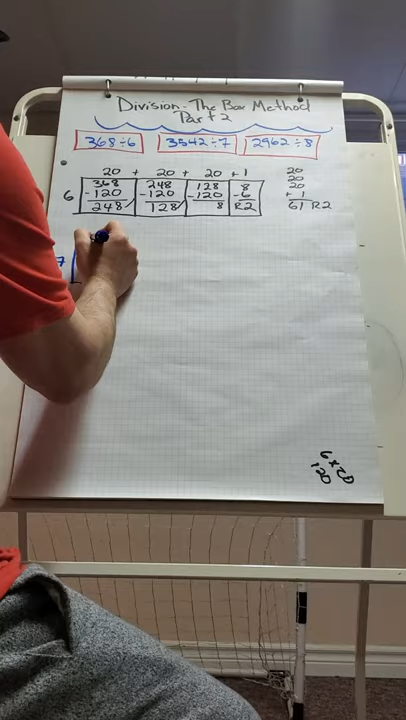 Division - The Box Method
Part 2
368÷6 3542÷7 2962÷8
20 + 20 + 20 + 1
6 368 248 128 8
-120 -120 -120 -6
248 128 8 R2
20
20
20
+ 1
61 R2
7
6x20
120